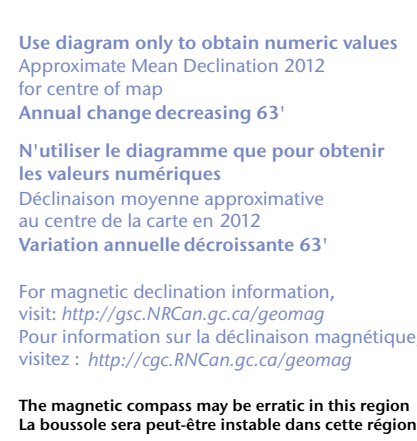 Use diagram only to obtain numeric values
Approximate Mean Declination 2012
for centre of map
Annual change decreasing 63'
N'utiliser le diagramme que pour obtenir
les valeurs numériques
Déclinaison moyenne approximative
au centre de la carte en 2012
Variation annuelle décroissante 63'
For magnetic declination information,
visit: http://gsc.NRCan.gc.ca/geomag
Pour information sur la déclinaison magnétique,
visitez : http://cgc.RNCan.gc.ca/geomag
The magnetic compass may be erratic in this region
La boussole sera peut-être instable dans cette région